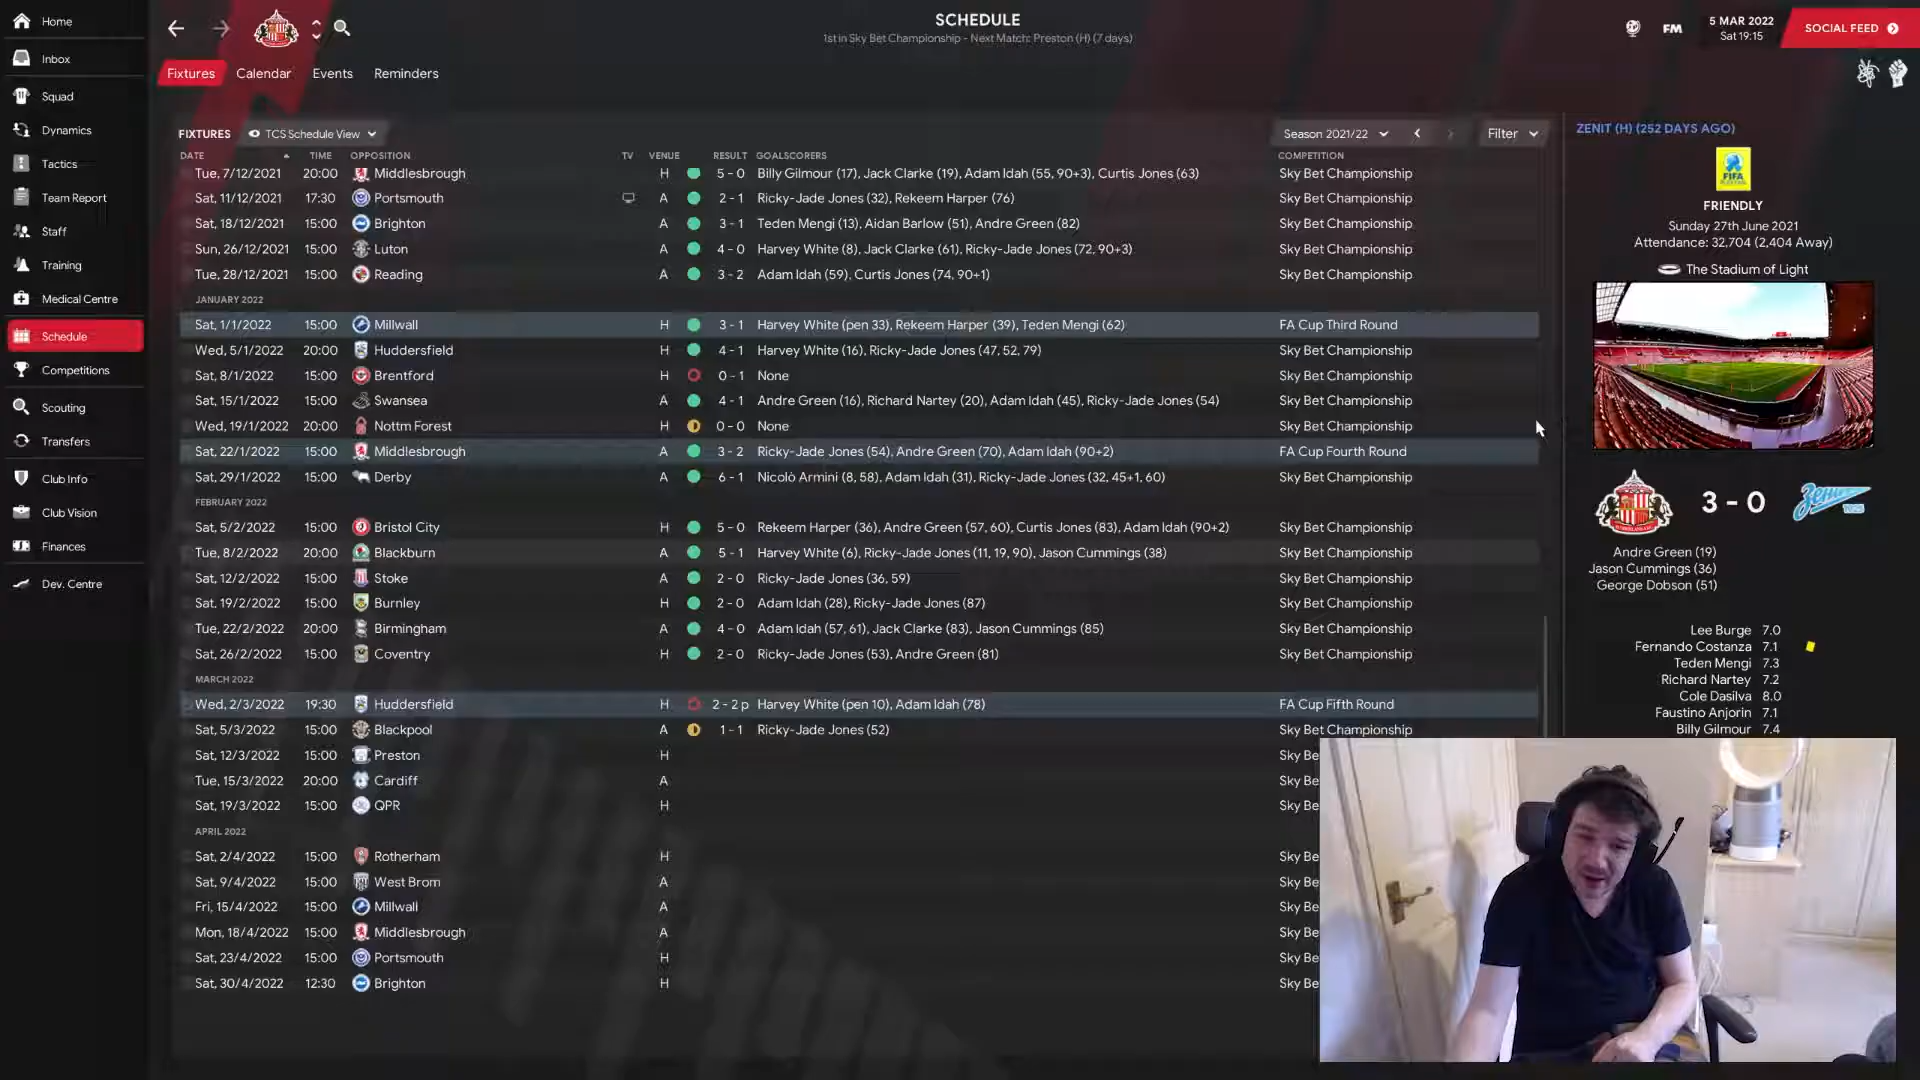 Home
Inbox
Squad
Dynamics
Tactics
Team Report
Staff
Training
Medical Centre
Schedule
Competitions
Scouting
Transfers
Club Info
Club Vision
Finances
Dev. Centre
SCHEDULE
1st in Sky Bet Championship - Next Match: Preston (H) (7 days)
FM
5 MAR 2022
Sat 19:15
SOCIAL FEED
Fixtures Calendar Events Reminders
FIXTURES TCS Schedule View Season 2021/22 Filter
DATE TIME OPPOSITION TV VENUE RESULT GOALSCORERS COMPETITION
Tue, 7/12/2021 20:00 Middlesbrough H 5 - 0 Billy Gilmour (17), Jack Clarke (19), Adam Idah (55, 90+3), Curtis Jones (63) Sky Bet Championship
Sat, 11/12/2021 17:30 Portsmouth A 2 - 1 Ricky-Jade Jones (32), Rekeem Harper (76) Sky Bet Championship
Sat, 18/12/2021 15:00 Brighton A 3 - 1 Teden Mengi (13), Aidan Barlow (51), Andre Green (82) Sky Bet Championship
Sun, 26/12/2021 15:00 Luton A 4 - 0 Harvey White (8), Jack Clarke (61), Ricky-Jade Jones (72, 90+3) Sky Bet Championship
Tue, 28/12/2021 15:00 Reading A 3 - 2 Adam Idah (59), Curtis Jones (74, 90+1) Sky Bet Championship
JANUARY 2022
Sat, 1/1/2022 15:00 Millwall H 3 - 1 Harvey White (pen 33), Rekeem Harper (39), Teden Mengi (62) FA Cup Third Round
Wed, 5/1/2022 20:00 Huddersfield H 4 - 1 Harvey White (16), Ricky-Jade Jones (47, 52, 79) Sky Bet Championship
Sat, 8/1/2022 15:00 Brentford H 0 - 1 None Sky Bet Championship
Sat, 15/1/2022 15:00 Swansea A 4 - 1 Andre Green (16), Richard Nartey (20), Adam Idah (45), Ricky-Jade Jones (54) Sky Bet Championship
Wed, 19/1/2022 20:00 Nottm Forest H 0 - 0 None Sky Bet Championship
Sat, 22/1/2022 15:00 Middlesbrough A 3 - 2 Ricky-Jade Jones (54), Andre Green (70), Adam Idah (90+2) FA Cup Fourth Round
Sat, 29/1/2022 15:00 Derby A 6 - 1 Nicolò Armini (8, 58), Adam Idah (31), Ricky-Jade Jones (32, 45+1, 60) Sky Bet Championship
FEBRUARY 2022
Sat, 5/2/2022 15:00 Bristol City H 5 - 0 Rekeem Harper (36), Andre Green (57, 60), Curtis Jones (83), Adam Idah (90+2) Sky Bet Championship
Tue, 8/2/2022 20:00 Blackburn A 5 - 1 Harvey White (6), Ricky-Jade Jones (11, 19, 90), Jason Cummings (38) Sky Bet Championship
Sat, 12/2/2022 15:00 Stoke A 2 - 0 Ricky-Jade Jones (36, 59) Sky Bet Championship
Sat, 19/2/2022 15:00 Burnley H 2 - 0 Adam Idah (28), Ricky-Jade Jones (87) Sky Bet Championship
Tue, 22/2/2022 20:00 Birmingham A 4 - 0 Adam Idah (57, 61), Jack Clarke (83), Jason Cummings (85) Sky Bet Championship
Sat, 26/2/2022 15:00 Coventry H 2 - 0 Ricky-Jade Jones (53), Andre Green (81) Sky Bet Championship
MARCH 2022
Wed, 2/3/2022 19:30 Huddersfield H 2 - 2 p Harvey White (pen 10), Adam Idah (78) FA Cup Fifth Round
Sat, 5/3/2022 15:00 Blackpool A 1 - 1 Ricky-Jade Jones (52) Sky Bet Championship
Sat, 12/3/2022 15:00 Preston H Sky Be
Tue, 15/3/2022 20:00 Cardiff A Sky Be
Sat, 19/3/2022 15:00 QPR H Sky Be
APRIL 2022
Sat, 2/4/2022 15:00 Rotherham H Sky Be
Sat, 9/4/2022 15:00 West Brom A Sky Be
Fri, 15/4/2022 15:00 Millwall A Sky Be
Mon, 18/4/2022 15:00 Middlesbrough A Sky Be
Sat, 23/4/2022 15:00 Portsmouth H Sky Be
Sat, 30/4/2022 12:30 Brighton H Sky Be
ZENIT (H) (252 DAYS AGO)
FIFA
FRIENDLY
Sunday 27th June 2021
Attendance: 32,704 (2,404 Away)
The Stadium of Light
3 - 0
Andre Green (19)
Jason Cummings (36)
George Dobson (51)
Lee Burge 7.0
Fernando Costanza 7.1
Teden Mengi 7.3
Richard Nartey 7.2
Cole Dasilva 8.0
Faustino Anjorin 7.1
Billy Gilmour 7.4